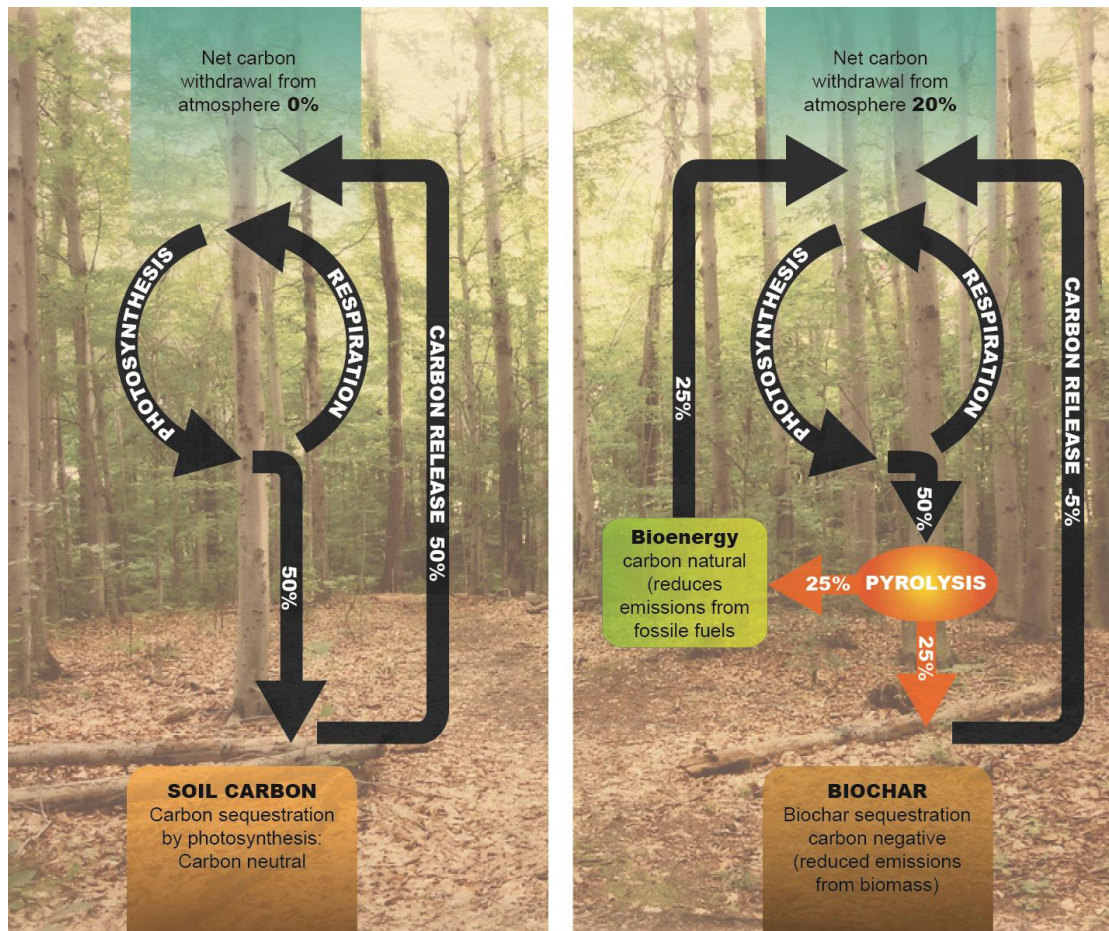 Net carbon
withdrawal from
atmosphere 0%
PHOTOSYNTHESIS
RESPIRATION
CARBON RELEASE 50%
50%
SOIL CARBON
Carbon sequestration
by photosynthesis:
Carbon neutral
Net carbon
withdrawal from
atmosphere 20%
25%
PHOTOSYNTHESIS
RESPIRATION
CARBON RELEASE -5%
50%
Bioenergy
carbon natural
(reduces
emissions from
fossile fuels
25%
PYROLYSIS
25%
BIOCHAR
Biochar sequestration
carbon negative
(reduced emissions
from biomass)